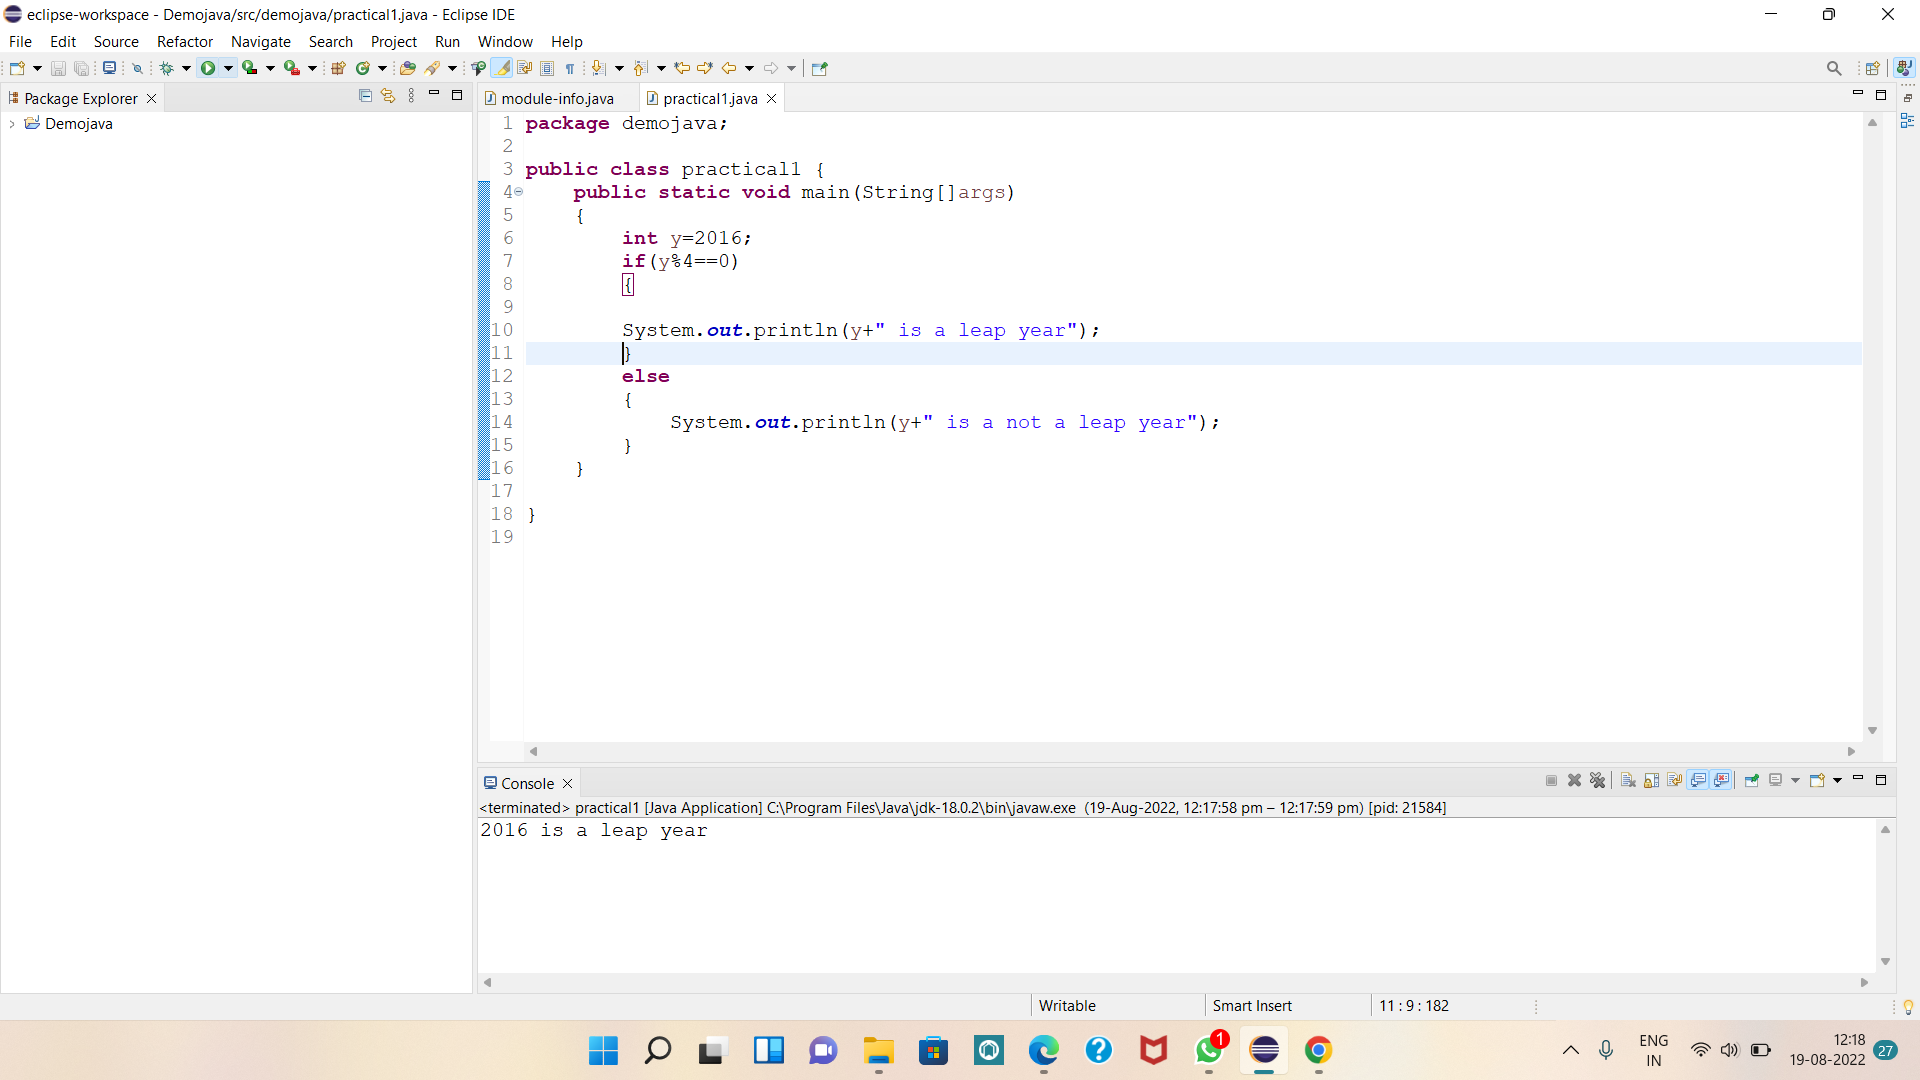 eclipse-workspace - Demojava/src/demojava/practical1.java - Eclipse IDE
File Edit Source Refactor Navigate Search Project Run Window Help
Package Explorer
Demojava
module-info.java practical1.java
1 package demojava;
2
3 public class practical1 {
4 public static void main(String[]args)
5 {
6 int y=2016;
7 if(y%4==0)
8 {
9
10 System.out.println(y+" is a leap year");
11 }
12 else
13 {
14 System.out.println(y+" is a not a leap year");
15 }
16 }
17
18 }
19
Console
<terminated> practical1 [Java Application] C:\Program Files\Java\jdk-18.0.2\bin\javaw.exe (19-Aug-2022, 12:17:58 pm – 12:17:59 pm) [pid: 21584]
2016 is a leap year
Writable Smart Insert 11 : 9 : 182
1
ENG
IN
12:18
19-08-2022
27